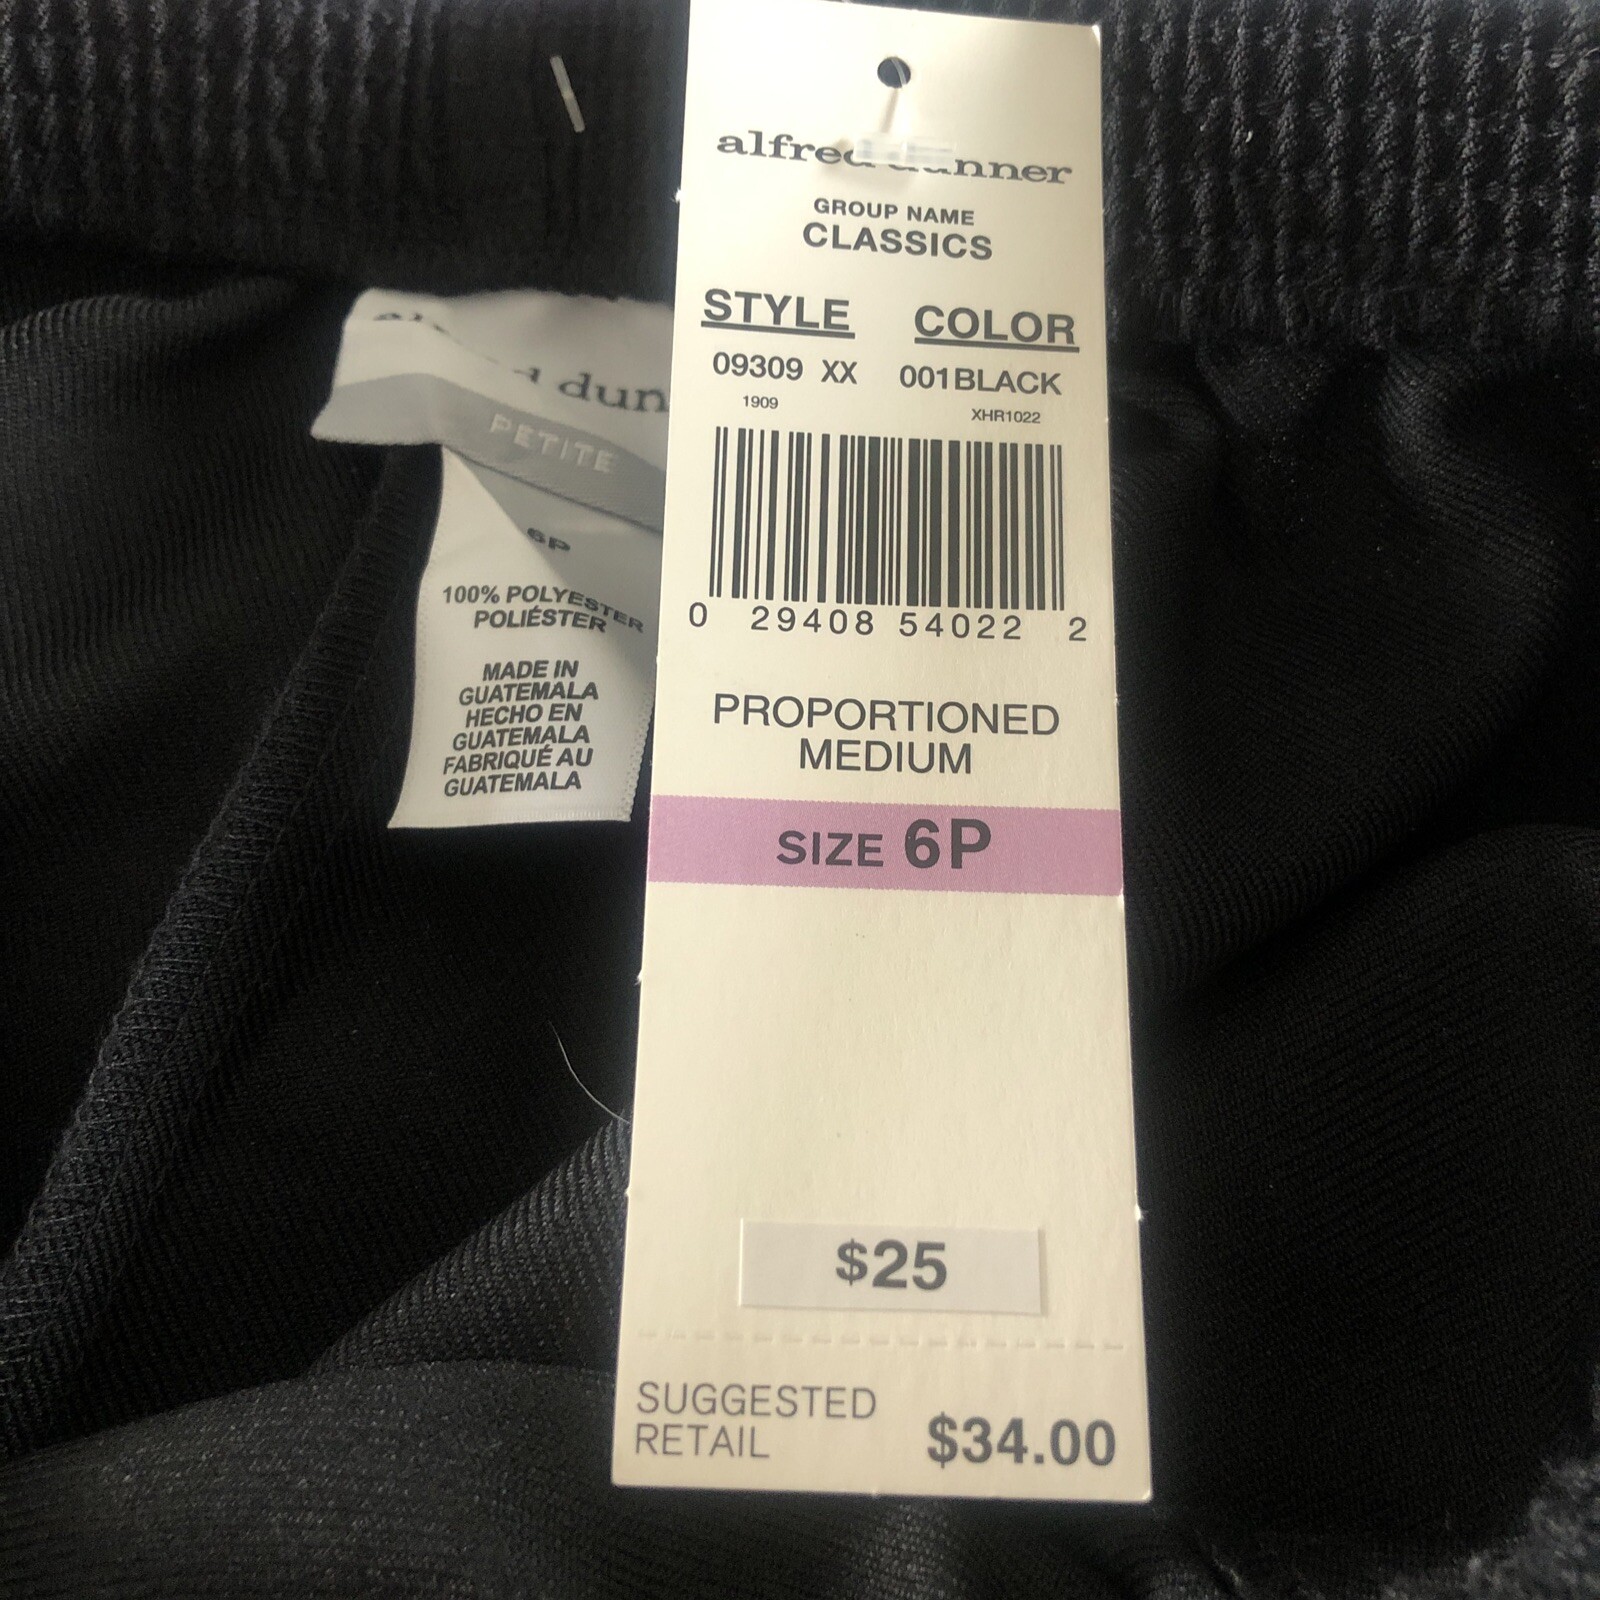 alfred dunner
GROUP NAME
CLASSICS
STYLE COLOR
09309 XX 001BLACK
1909 XHR1022
0 29408 54022 2
PROPORTIONED
MEDIUM
SIZE 6P
$25
SUGGESTED
RETAIL $34.00
dun
PETITE
6P
100% POLYESTER
POLIÉSTER
MADE IN
GUATEMALA
HECHO EN
GUATEMALA
FABRIQUÉ AU
GUATEMALA